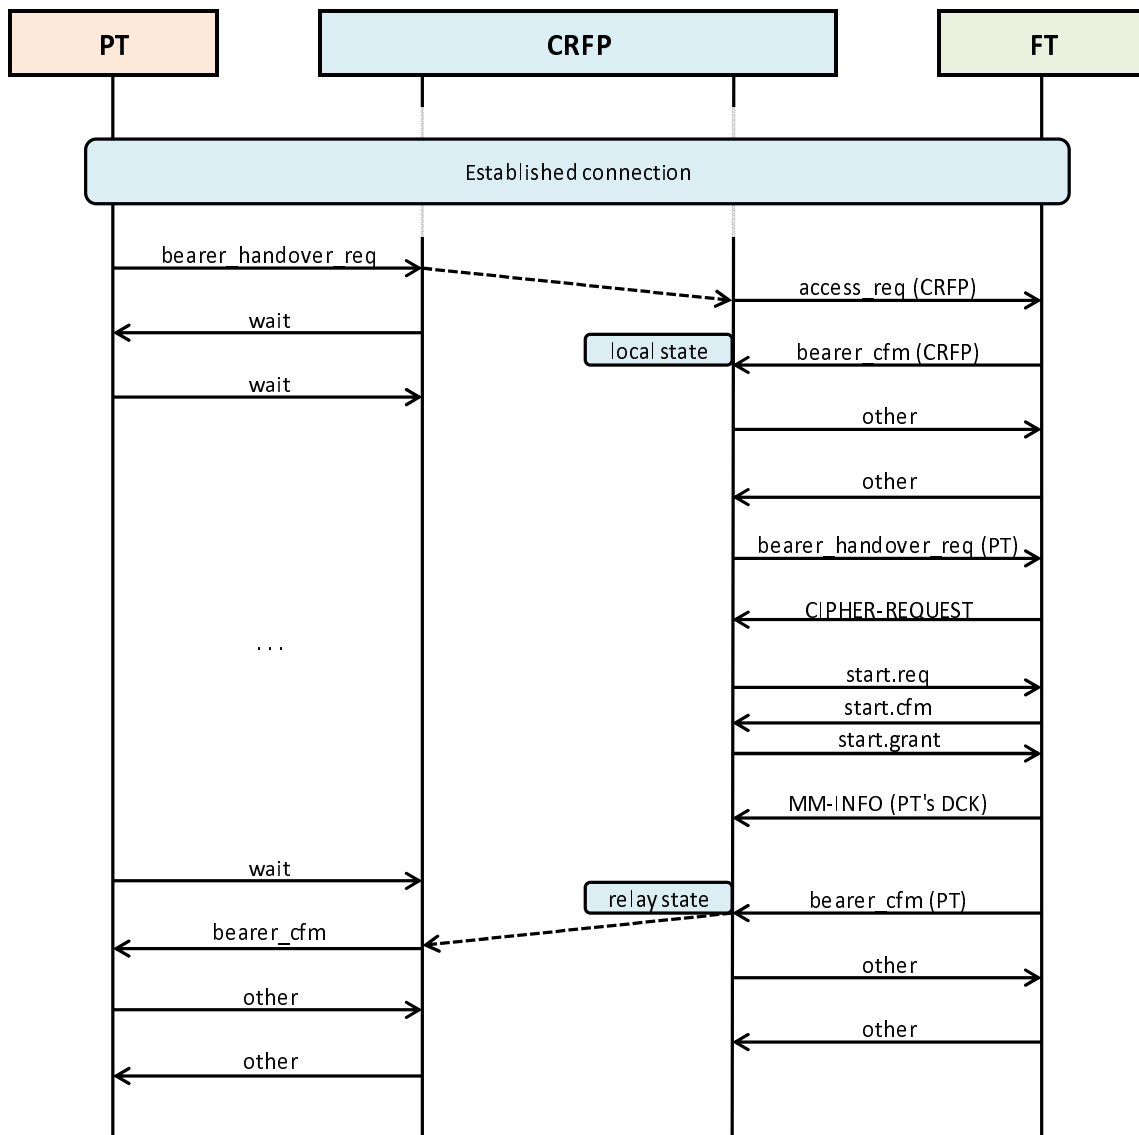 PT
CRFP
FT
Established connection
bearer_handover_req
access_req (CRFP)
wait
local state
bearer_cfm (CRFP)
wait
other
other
bearer_handover_req (PT)
CIPHER-REQUEST
. . .
start.req
start.cfm
start.grant
MM-INFO (PT's DCK)
wait
relay state
bearer_cfm (PT)
bearer_cfm
other
other
other
other